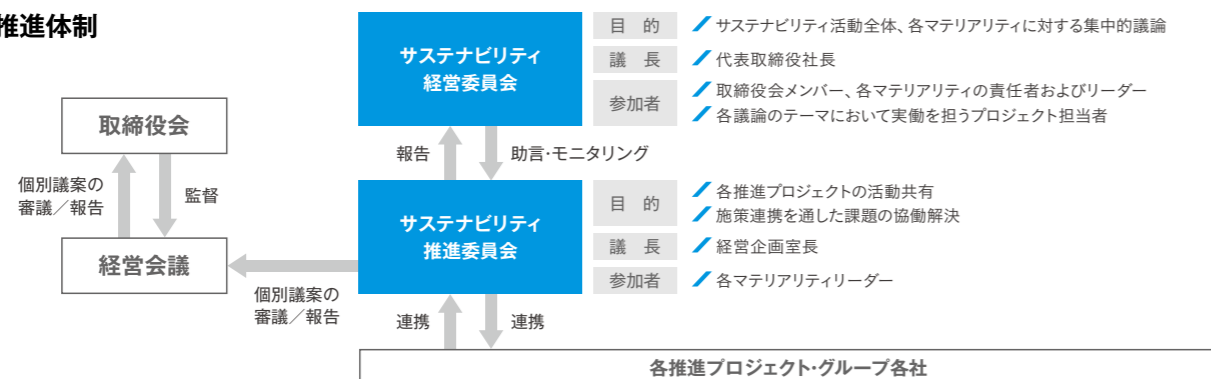 推進体制
サステナビリティ
経営委員会
目 的
サステナビリティ活動全体、各マテリアリティに対する集中的議論
議 長
代表取締役社長
参加者
取締役会メンバー、各マテリアリティの責任者およびリーダー
各議論のテーマにおいて実働を担うプロジェクト担当者
取締役会
報告
助言・モニタリング
個別議案の
審議／報告
監督
サステナビリティ
推進委員会
目 的
各推進プロジェクトの活動共有
施策連携を通した課題の協働解決
議 長
経営企画室長
参加者
各マテリアリティリーダー
経営会議
個別議案の
審議／報告
連携
連携
各推進プロジェクト・グループ各社